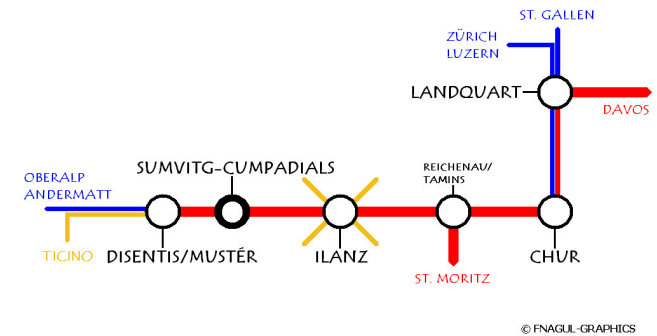 ST. GALLEN
ZÜRICH
LUZERN
LANDQUART
DAVOS
SUMVITG-CUMPADIALS
REICHENAU/
TAMINS
OBERALP
ANDERMATT
TICINO
DISENTIS/MUSTÉR
ILANZ
ST. MORITZ
CHUR
© FNAGUL-GRAPHICS